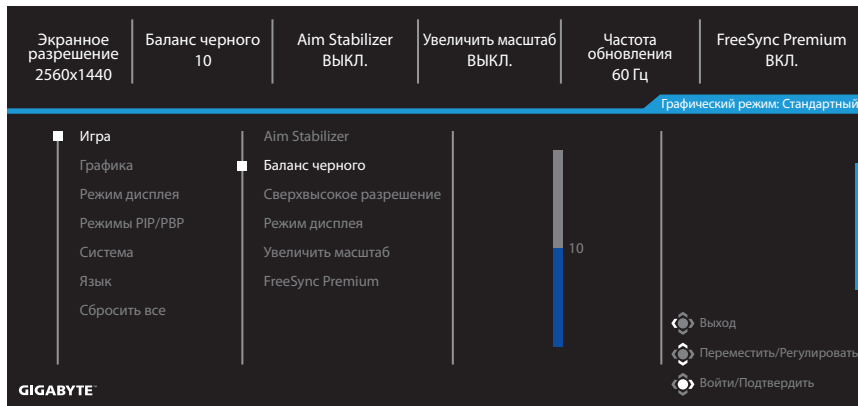 Экранное
разрешение
2560x1440
Баланс черного
10
Aim Stabilizer
ВЫКЛ.
Увеличить масштаб
ВЫКЛ.
Частота
обновления
60 Гц
FreeSync Premium
ВКЛ.
Графический режим: Стандартный
Игра
Графика
Режим дисплея
Режимы PIP/PBP
Система
Язык
Сбросить все
Aim Stabilizer
Баланс черного
Сверхвысокое разрешение
Режим дисплея
Увеличить масштаб
FreeSync Premium
10
Выход
Переместить/Регулировать
Войти/Подтвердить
GIGABYTE™